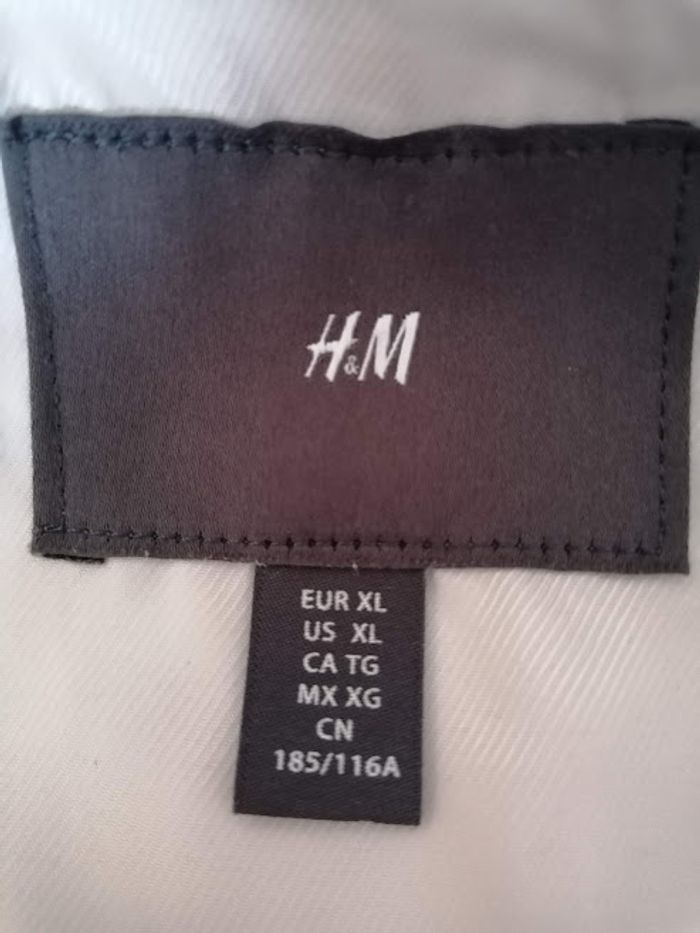 H&M
EUR XL
US XL
CA TG
MX XG
CN
185/116A